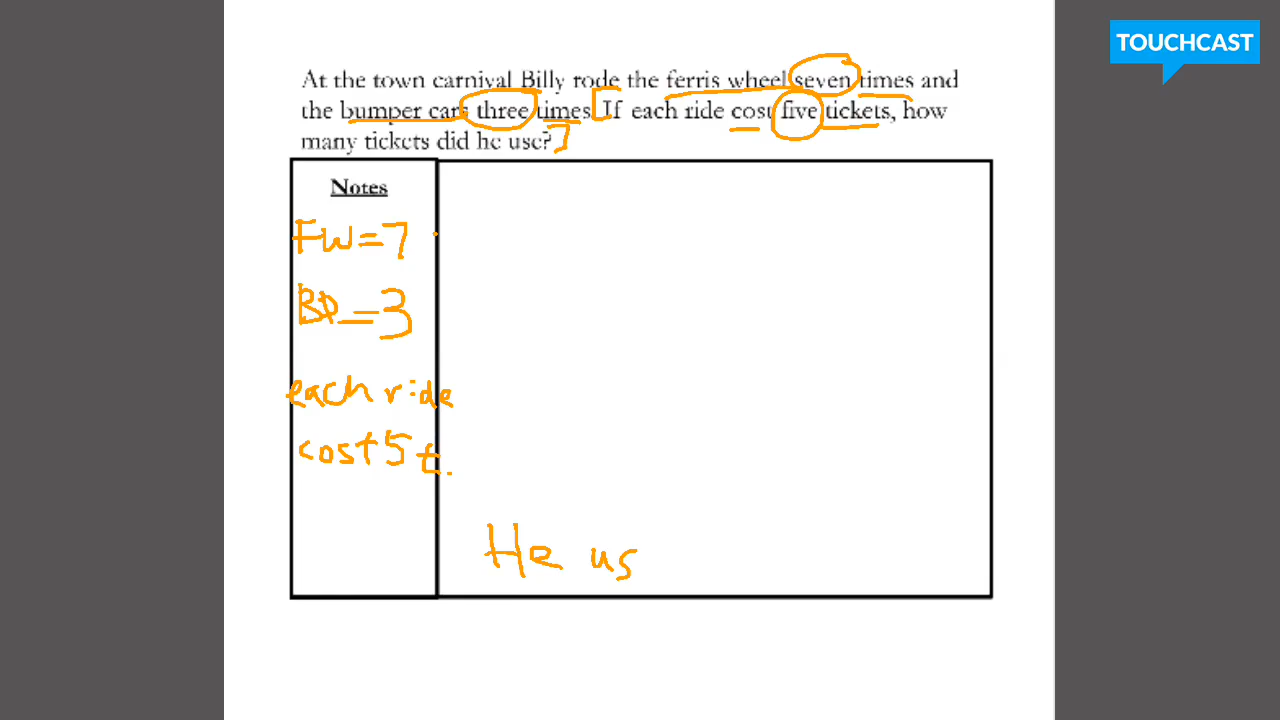 TOUCHCAST
At the town carnival Billy rode the ferris wheel seven times and
the bumper cars three times. If each ride cost five tickets, how
many tickets did he use?
Notes
FW=7
=3
each ride
cost 5 t.
He us